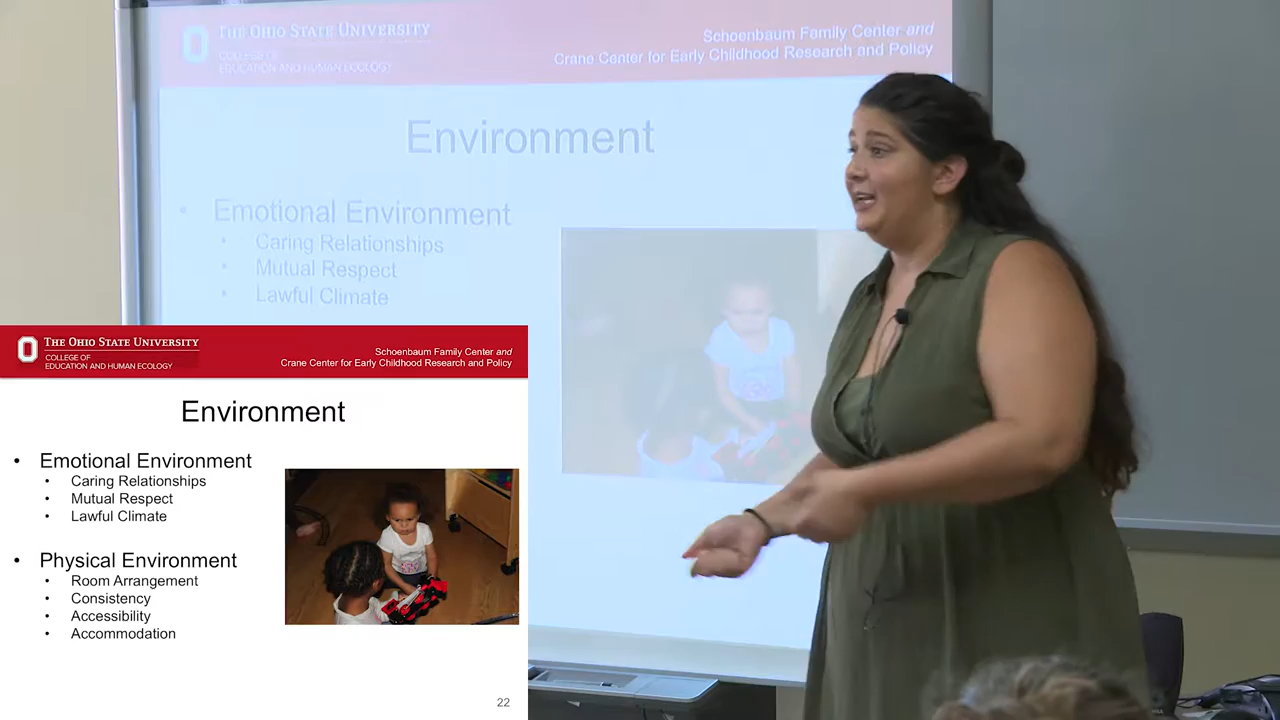 THE OHIO STATE UNIVERSITY
COLLEGE OF
EDUCATION AND HUMAN ECOLOGY
Schoenbaum Family Center and
Crane Center for Early Childhood Research and Policy
Environment
• Emotional Environment
• Caring Relationships
• Mutual Respect
• Lawful Climate
THE OHIO STATE UNIVERSITY
COLLEGE OF
EDUCATION AND HUMAN ECOLOGY
Schoenbaum Family Center and
Crane Center for Early Childhood Research and Policy
Environment
• Emotional Environment
• Caring Relationships
• Mutual Respect
• Lawful Climate
• Physical Environment
• Room Arrangement
• Consistency
• Accessibility
• Accommodation
22